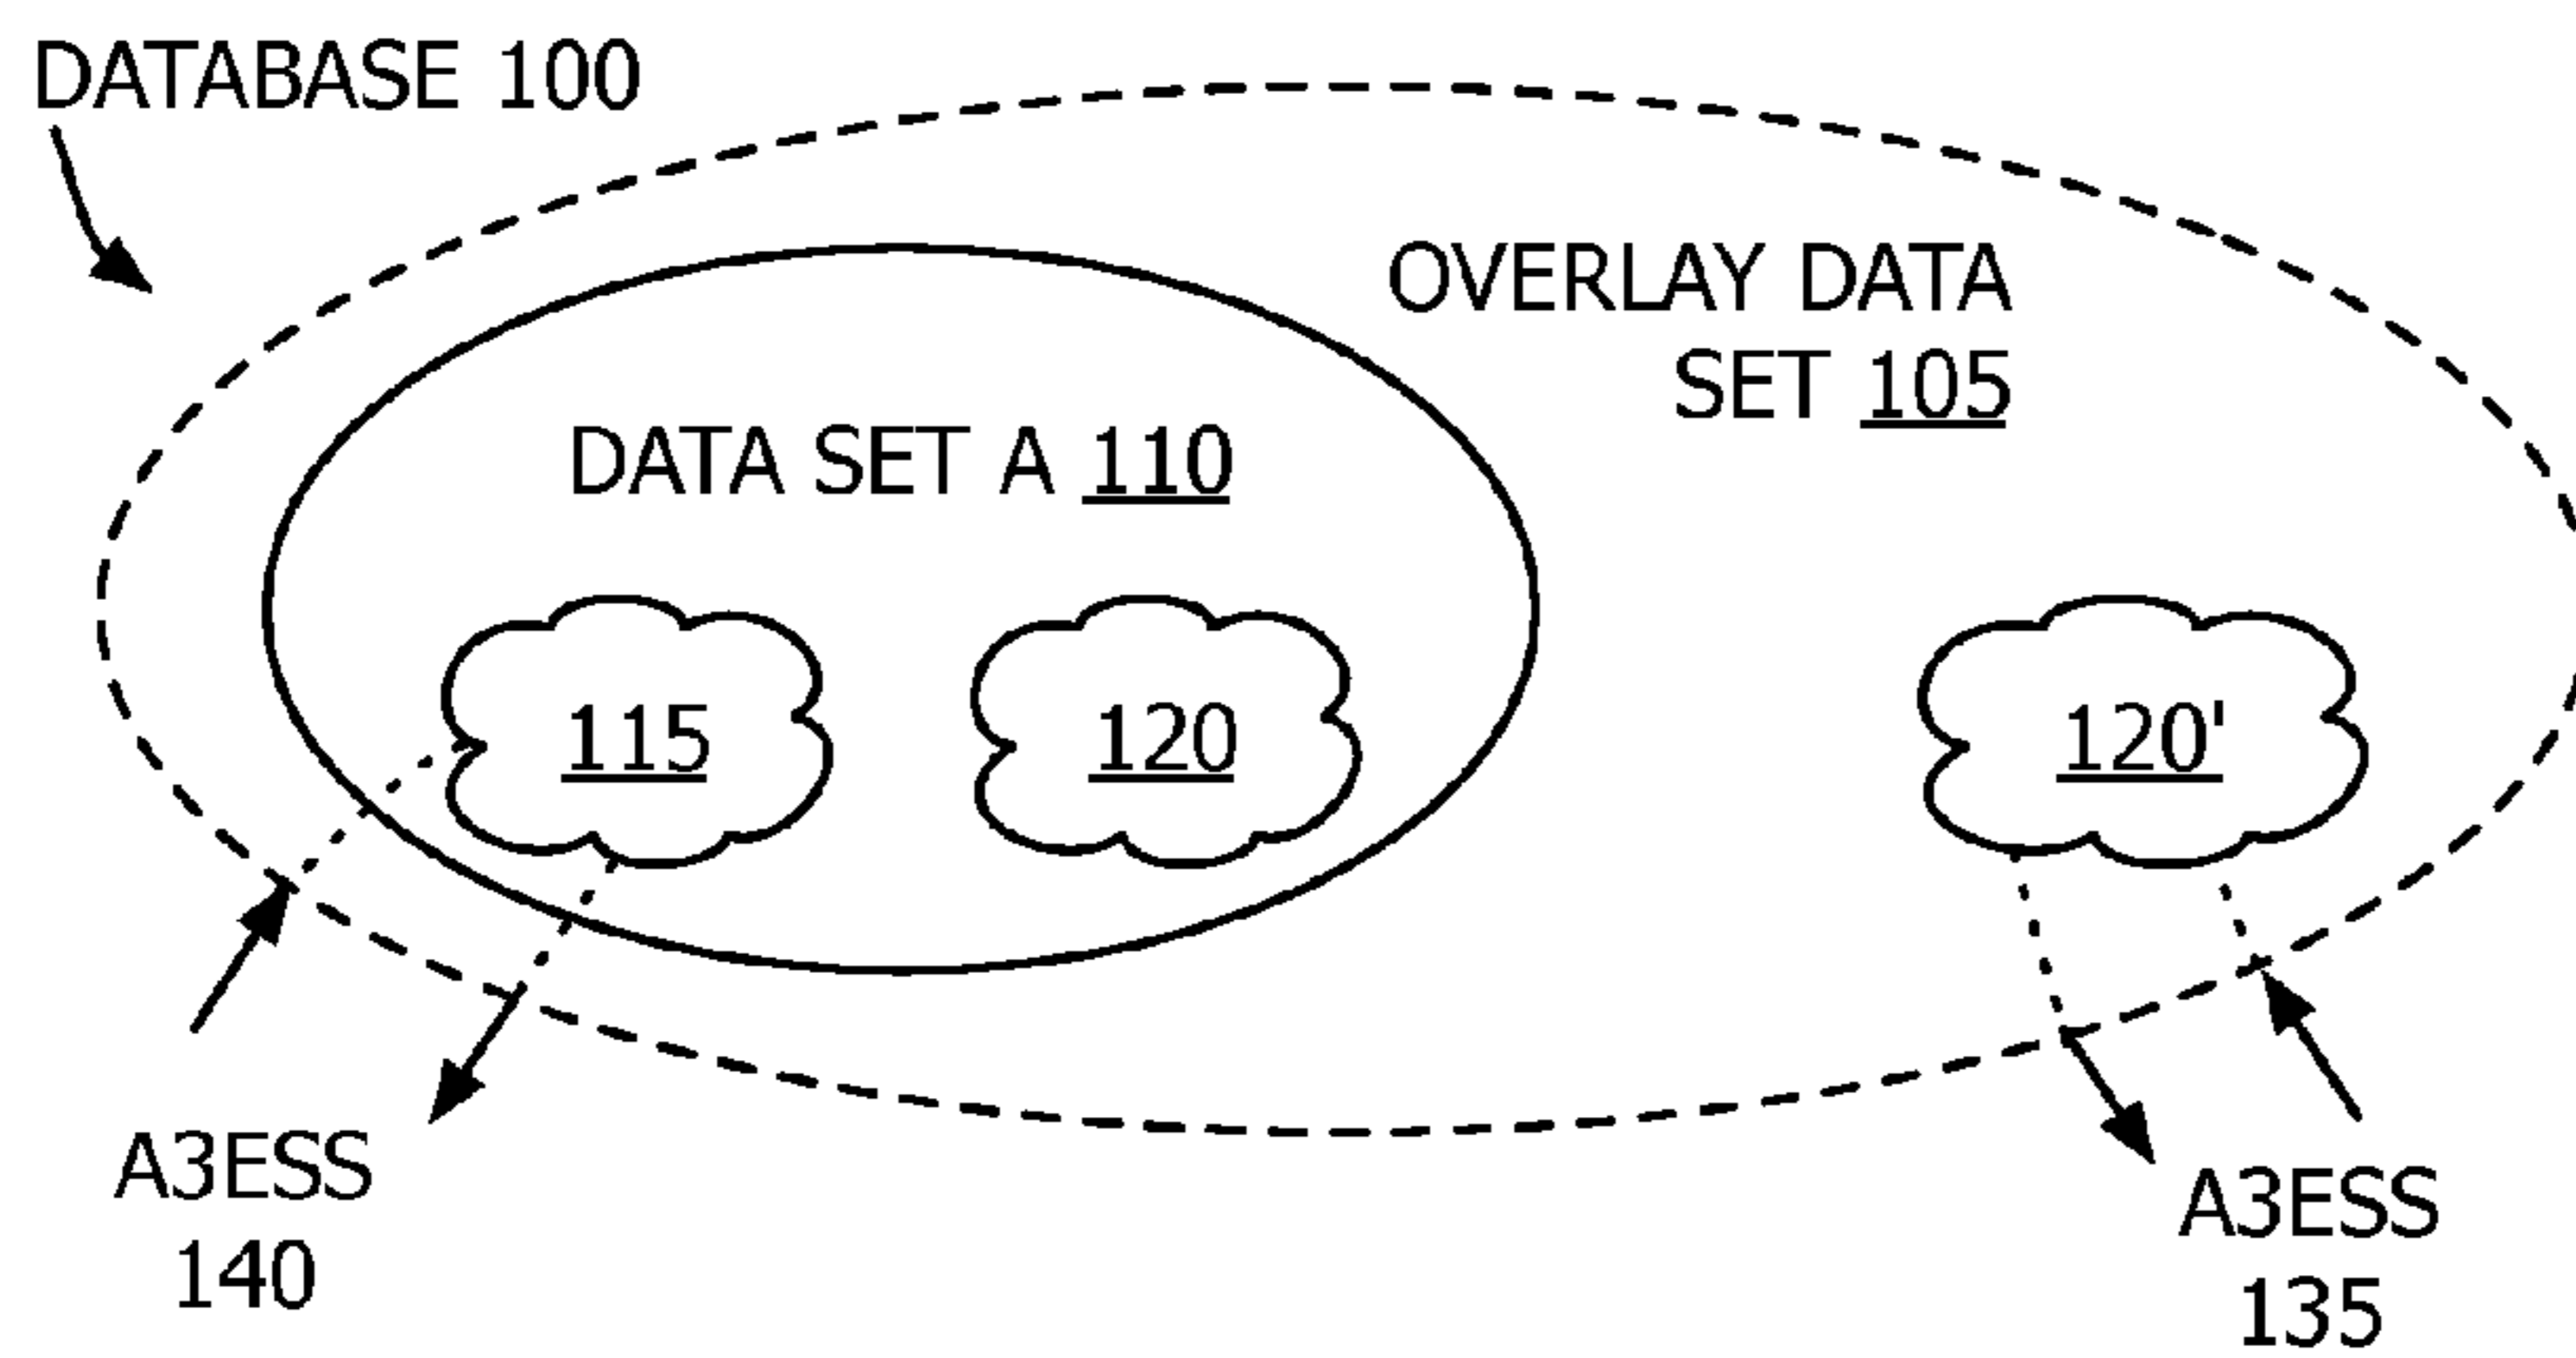 DATABASE 100
OVERLAY DATA
SET 105
DATA SET A 110
115
120
120'
A3ESS
140
A3ESS
135